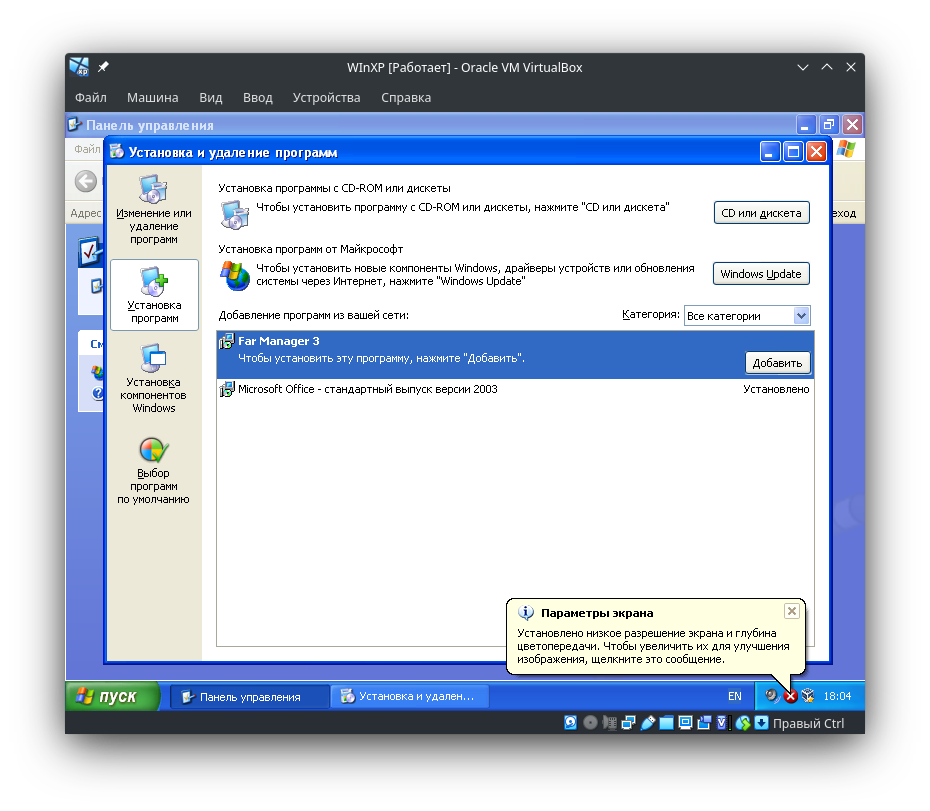 WInXP [Работает] - Oracle VM VirtualBox
Файл Машина Вид Ввод Устройства Справка
Панель управления
Файл
Установка и удаление программ
Адрес
еход
См
Изменение или
удаление
программ
Установка
программ
Установка
компонентов
Windows
Выбор
программ
по умолчанию
Установка программы с CD-ROM или дискеты
Чтобы установить программу с CD-ROM или дискеты, нажмите "CD или дискета"
CD или дискета
Установка программ от Майкрософт
Чтобы установить новые компоненты Windows, драйверы устройств или обновления
системы через Интернет, нажмите "Windows Update"
Windows Update
Добавление программ из вашей сети:
Категория: Все категории
Far Manager 3
Чтобы установить эту программу, нажмите "Добавить".
Добавить
Microsoft Office - стандартный выпуск версии 2003 Установлено
Параметры экрана
Установлено низкое разрешение экрана и глубина
цветопередачи. Чтобы увеличить их для улучшения
изображения, щелкните это сообщение.
пуск Панель управления Установка и удален... EN 18:04
Правый Ctrl